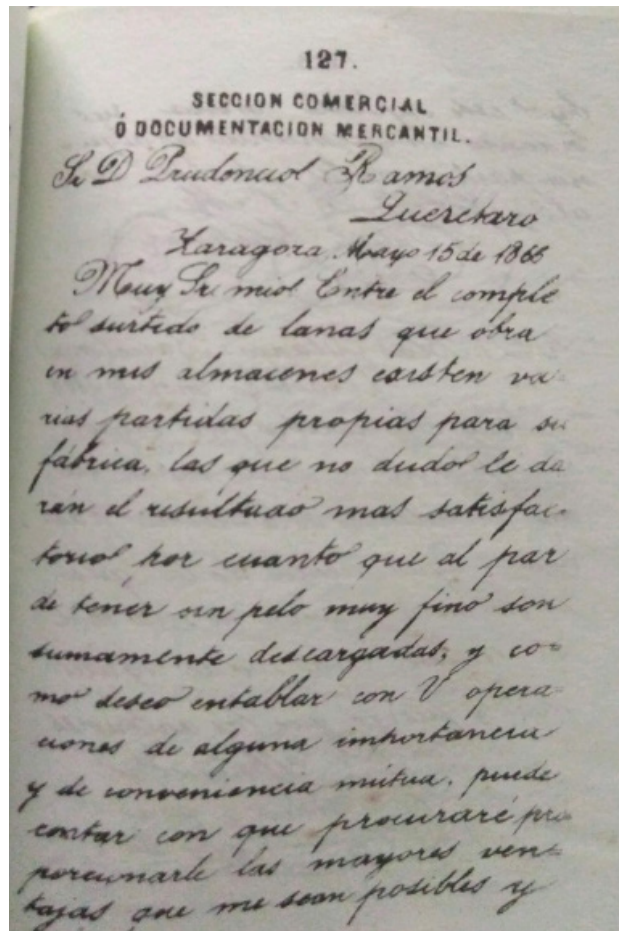 127.
SECCION COMERCIAL
Ó DOCUMENTACION MERCANTIL.
Sr D Prudencio Ramos
Queretaro
Zaragoza, Mayo 15 de 1866
Muy Sr. mio: Entre el comple
to surtido de lanas que obra
en mis almacenes existen va
rias partidas propias para su
fábrica, las que no dudo le da
rán el resultado mas satisfac-
torio por cuanto que al par
de tener un pelo muy fino son
sumamente descargadas, y co-
mo deseo entablar con V opera-
ciones de alguna importancia
y de conveniencia mútua, puede
contar con que procuraré pro
porcionarle las mayores ven-
tajas que me sean posibles y